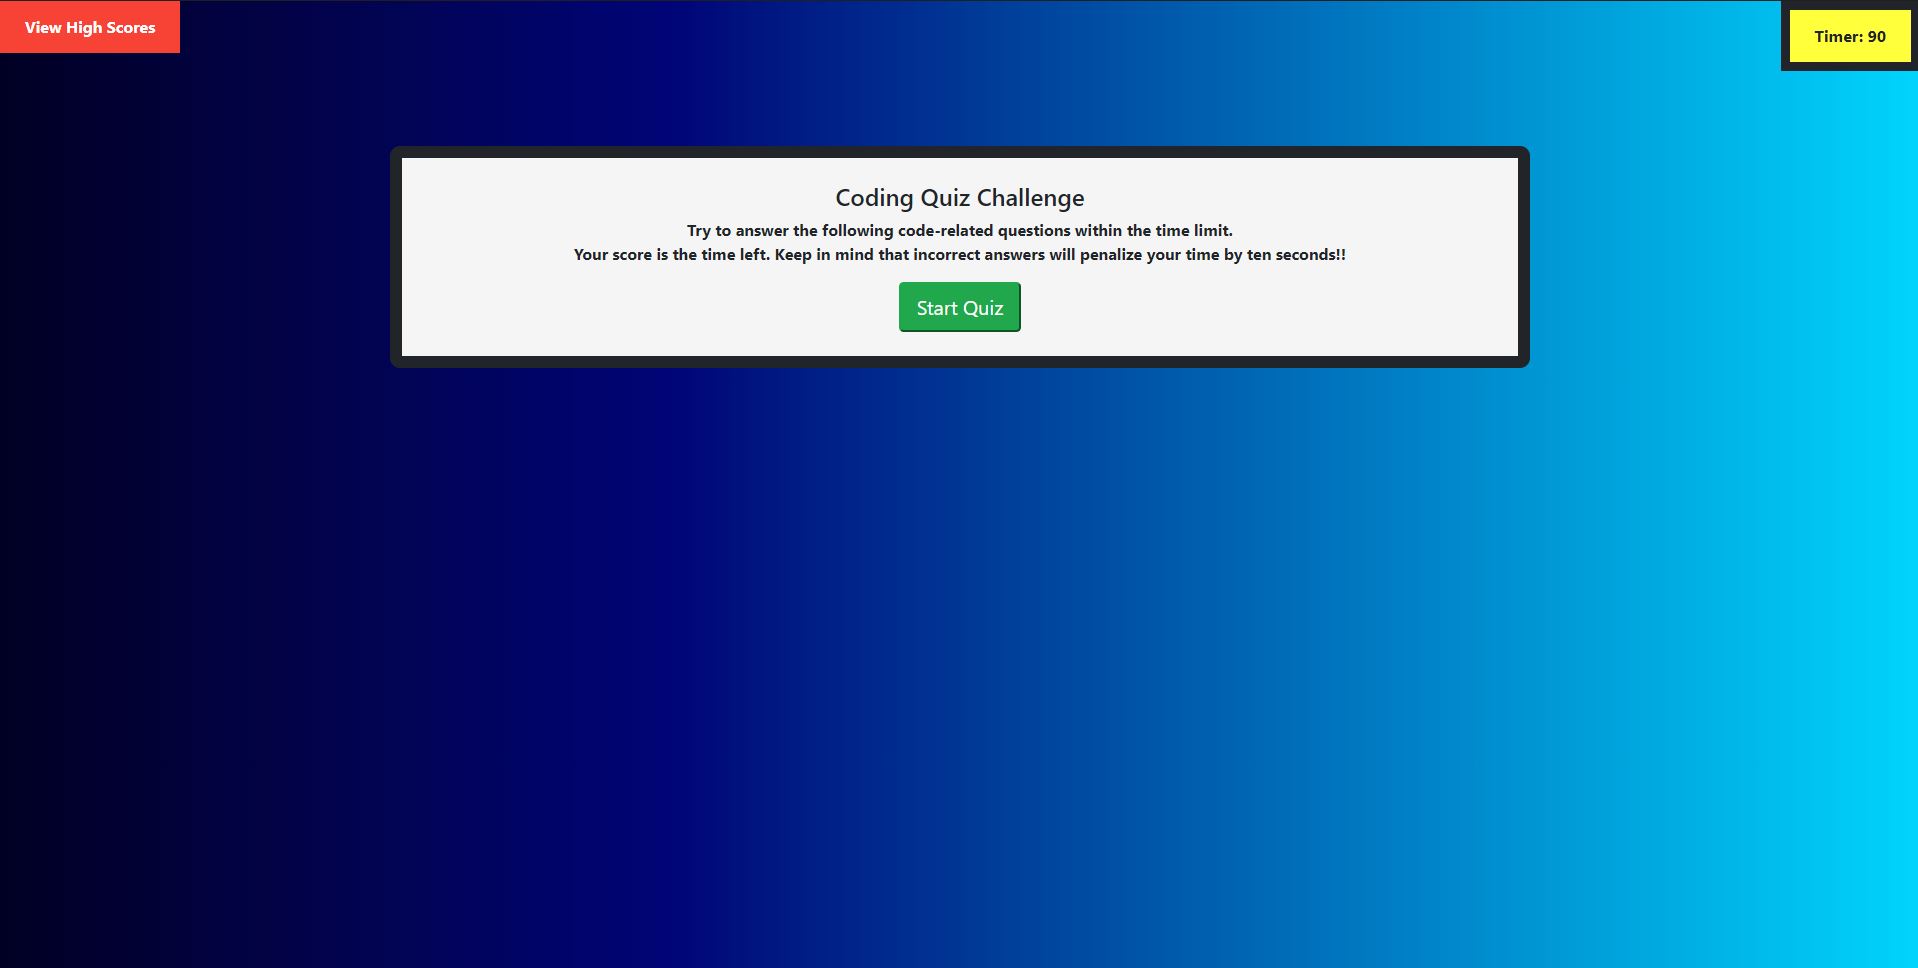 View High Scores
Timer: 90
Coding Quiz Challenge
Try to answer the following code-related questions within the time limit.
Your score is the time left. Keep in mind that incorrect answers will penalize your time by ten seconds!!
Start Quiz